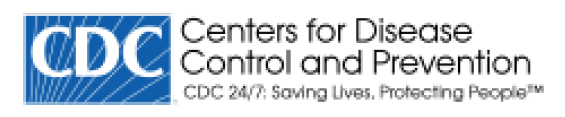 CDC
Centers for Disease
Control and Prevention
CDC 24/7: Saving Lives. Protecting People™